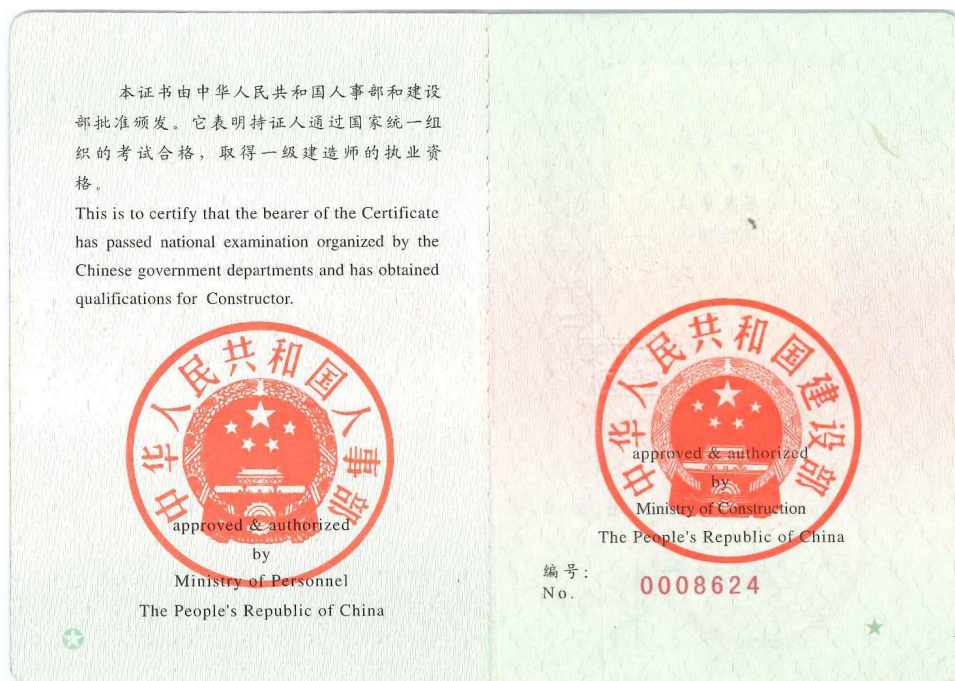 本证书由中华人民共和国人事部和建设
部批准颁发。它表明持证人通过国家统一组
织的考试合格，取得一级建造师的执业资
格。
This is to certify that the bearer of the Certificate
has passed national examination organized by the
Chinese government departments and has obtained
qualifications for Constructor.
中华人民共和国人事部
approved & authorized
by
Ministry of Personnel
The People's Republic of China
中华人民共和国建设部
approved & authorized
by
Ministry of Construction
The People's Republic of China
编号：
No.
0008624